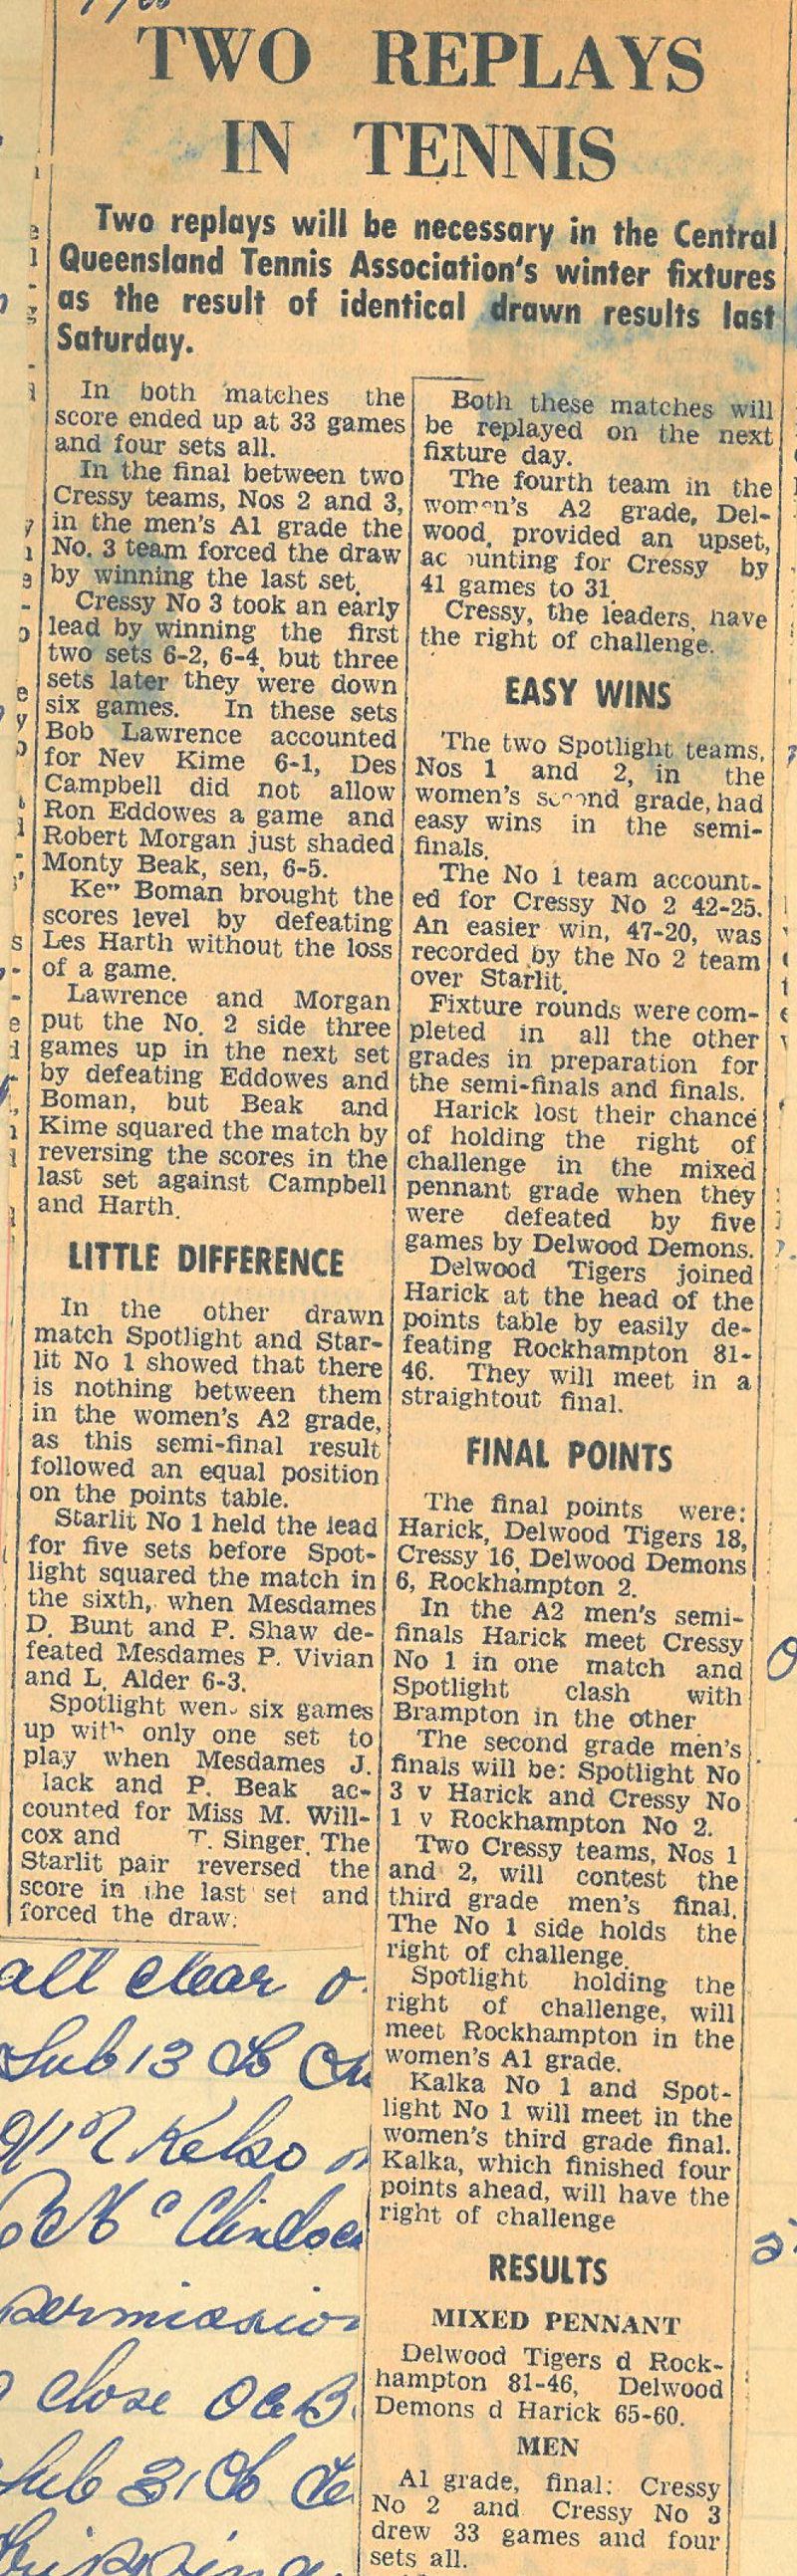 TWO REPLAYS
IN TENNIS
Two replays will be necessary in the Central
Queensland Tennis Association's winter fixtures
as the result of identical drawn results last
Saturday.
In both matches the
score ended up at 33 games
and four sets all.
In the final between two
Cressy teams, Nos 2 and 3,
in the men's A1 grade the
No. 3 team forced the draw
by winning the last set.
Cressy No 3 took an early
lead by winning the first
two sets 6-2, 6-4, but three
sets later they were down
six games. In these sets
Bob Lawrence accounted
for Nev Kime 6-1, Des
Campbell did not allow
Ron Eddowes a game and
Robert Morgan just shaded
Monty Beak, sen, 6-5.
Boman brought the
scores level by defeating
Les Harth without the loss
of a game.
Lawrence and Morgan
put the No. 2 side three
games up in the next set
by defeating Eddowes and
Boman, but Beak and
Kime squared the match by
reversing the scores in the
last set against Campbell
and Harth.
LITTLE DIFFERENCE
In the other drawn
match Spotlight and Star-
lit No 1 showed that there
is nothing between them
in the women's A2 grade,
as this semi-final result
followed an equal position
on the points table.
Starlit No 1 held the lead
for five sets before Spot-
light squared the match in
the sixth, when Mesdames
D. Bunt and P. Shaw de-
feated Mesdames P. Vivian
and L. Alder 6-3.
Spotlight wen. six games
up with only one set to
play when Mesdames J.
lack and P. Beak ac-
counted for Miss M. Will-
cox and T. Singer. The
Starlit pair reversed the
score in the last set and
forced the draw.
Both these matches will
be replayed on the next
fixture day.
The fourth team in the
women's A2 grade, Del-
wood, provided an upset,
ac unting for Cressy by
41 games to 31.
Cressy, the leaders, have
the right of challenge.
EASY WINS
The two Spotlight teams,
Nos 1 and 2, in the
women's second grade, had
easy wins in the semi-
finals.
The No 1 team account-
ed for Cressy No 2 42-25.
An easier win, 47-20, was
recorded by the No 2 team
over Starlit.
Fixture rounds were com-
pleted in all the other
grades in preparation for
the semi-finals and finals.
Harick lost their chance
of holding the right of
challenge in the mixed
pennant grade when they
were defeated by five
games by Delwood Demons.
Delwood Tigers joined
Harick at the head of the
points table by easily de-
feating Rockhampton 81-
46. They will meet in a
straightout final.
FINAL POINTS
The final points were:
Harick, Delwood Tigers 18,
Cressy 16, Delwood Demons
6, Rockhampton 2.
In the A2 men's semi-
finals Harick meet Cressy
No 1 in one match and
Spotlight clash with
Brampton in the other.
The second grade men's
finals will be: Spotlight No
3 v Harick and Cressy No
1 v Rockhampton No 2.
Two Cressy teams, Nos 1
and 2, will contest the
third grade men's final.
The No 1 side holds the
right of challenge.
Spotlight holding the
right of challenge, will
meet Rockhampton in the
women's A1 grade.
Kalka No 1 and Spot-
light No 1 will meet in the
women's third grade final.
Kalka, which finished four
points ahead, will have the
right of challenge
RESULTS
MIXED PENNANT
Delwood Tigers d Rock-
hampton 81-46, Delwood
Demons d Harick 65-60.
MEN
A1 grade, final: Cressy
No 2 and Cressy No 3
drew 33 games and four
sets all.
all clear
Sub 13
Kelso
close
Sub 31